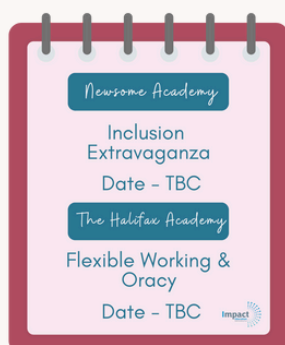 Newsome Academy
Inclusion
Extravaganza
Date - TBC
The Halifax Academy
Flexible Working &
Oracy
Date - TBC
Impact